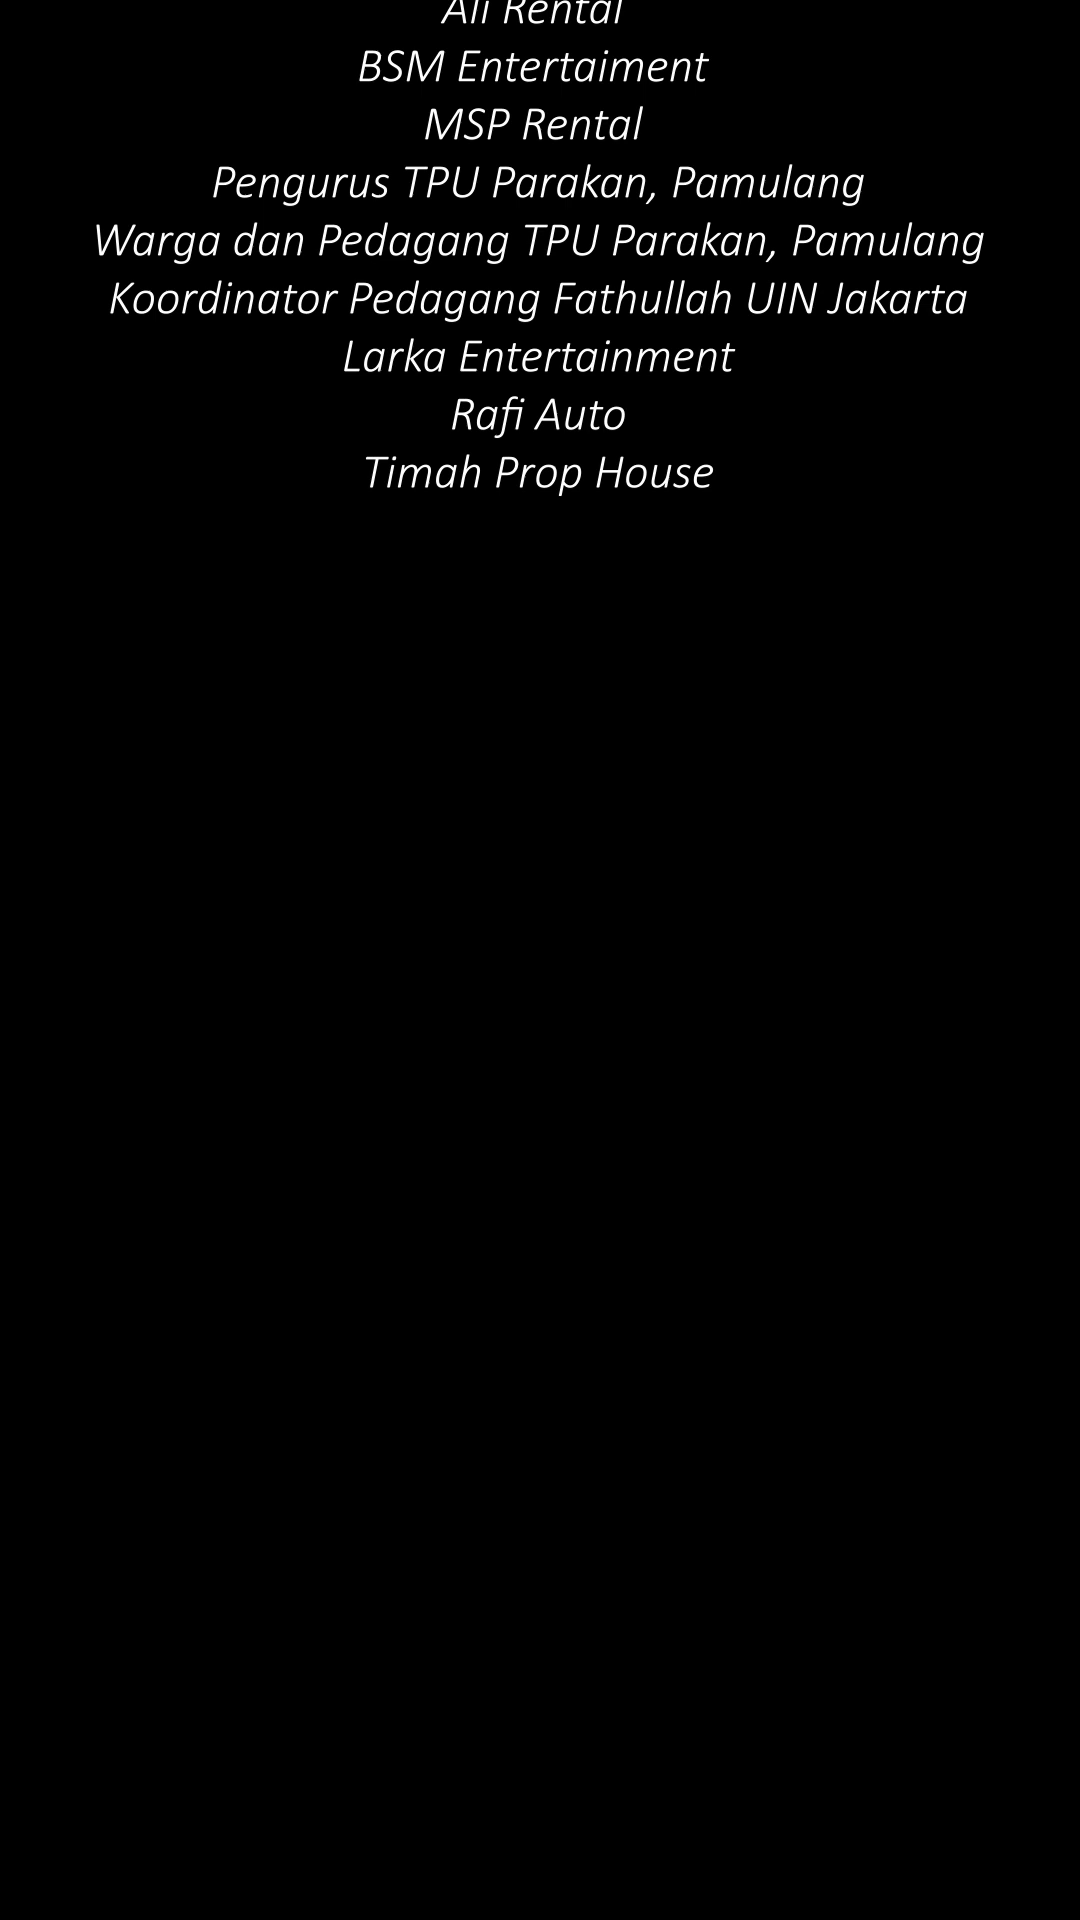 Ali Rental
BSM Entertaiment
MSP Rental
Pengurus TPU Parakan, Pamulang
Warga dan Pedagang TPU Parakan, Pamulang
Koordinator Pedagang Fathullah UIN Jakarta
Larka Entertainment
Rafi Auto
Timah Prop House